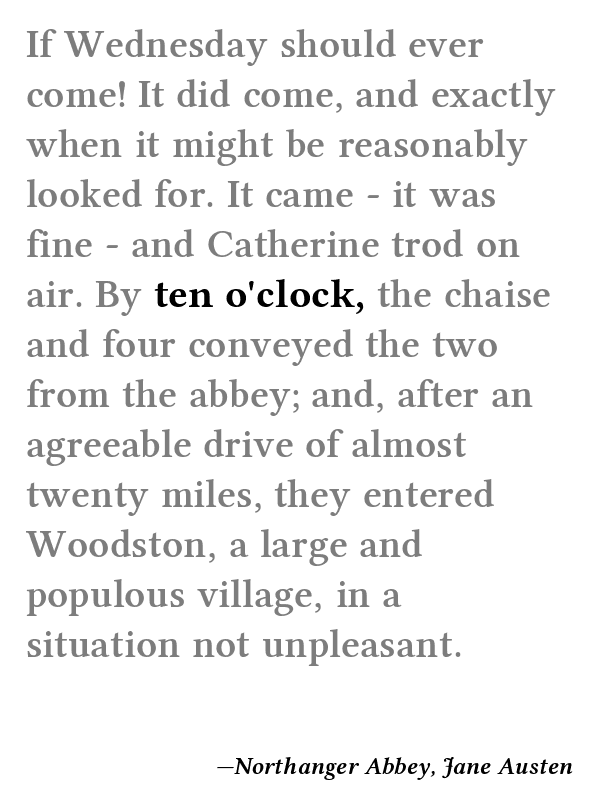 If Wednesday should ever
come! It did come, and exactly
when it might be reasonably
looked for. It came - it was
fine - and Catherine trod on
air. By ten o'clock, the chaise
and four conveyed the two
from the abbey; and, after an
agreeable drive of almost
twenty miles, they entered
Woodston, a large and
populous village, in a
situation not unpleasant.
—Northanger Abbey, Jane Austen